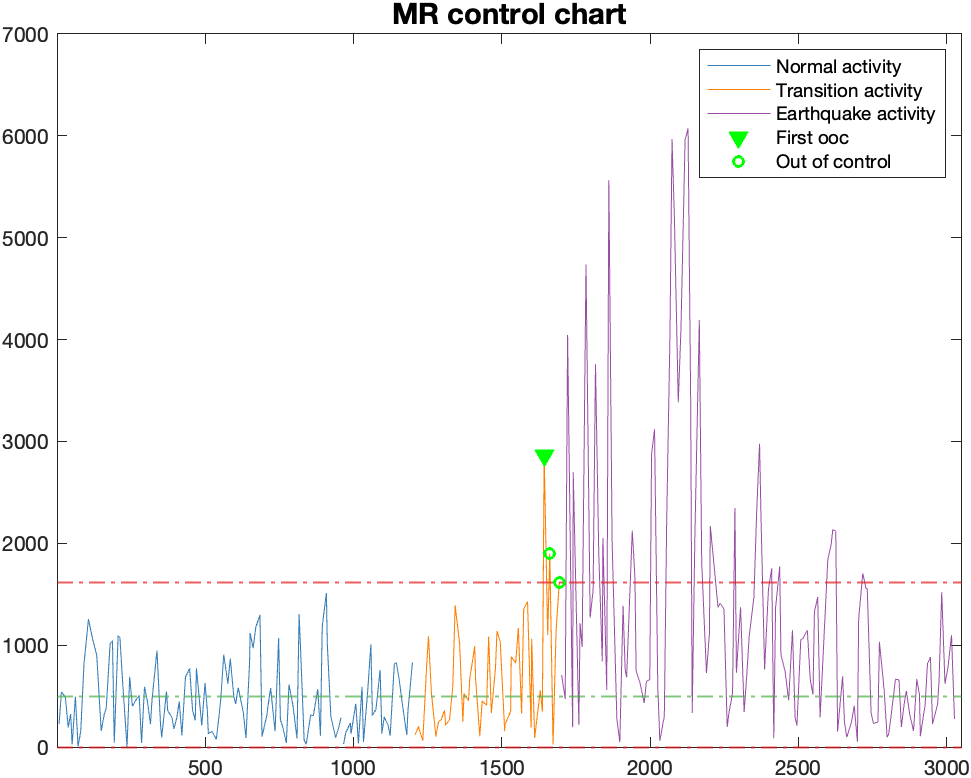 MR control chart
7000
6000
5000
4000
3000
2000
1000
0
500
1000
1500
2000
2500
3000
Normal activity
Transition activity
Earthquake activity
First ooc
Out of control